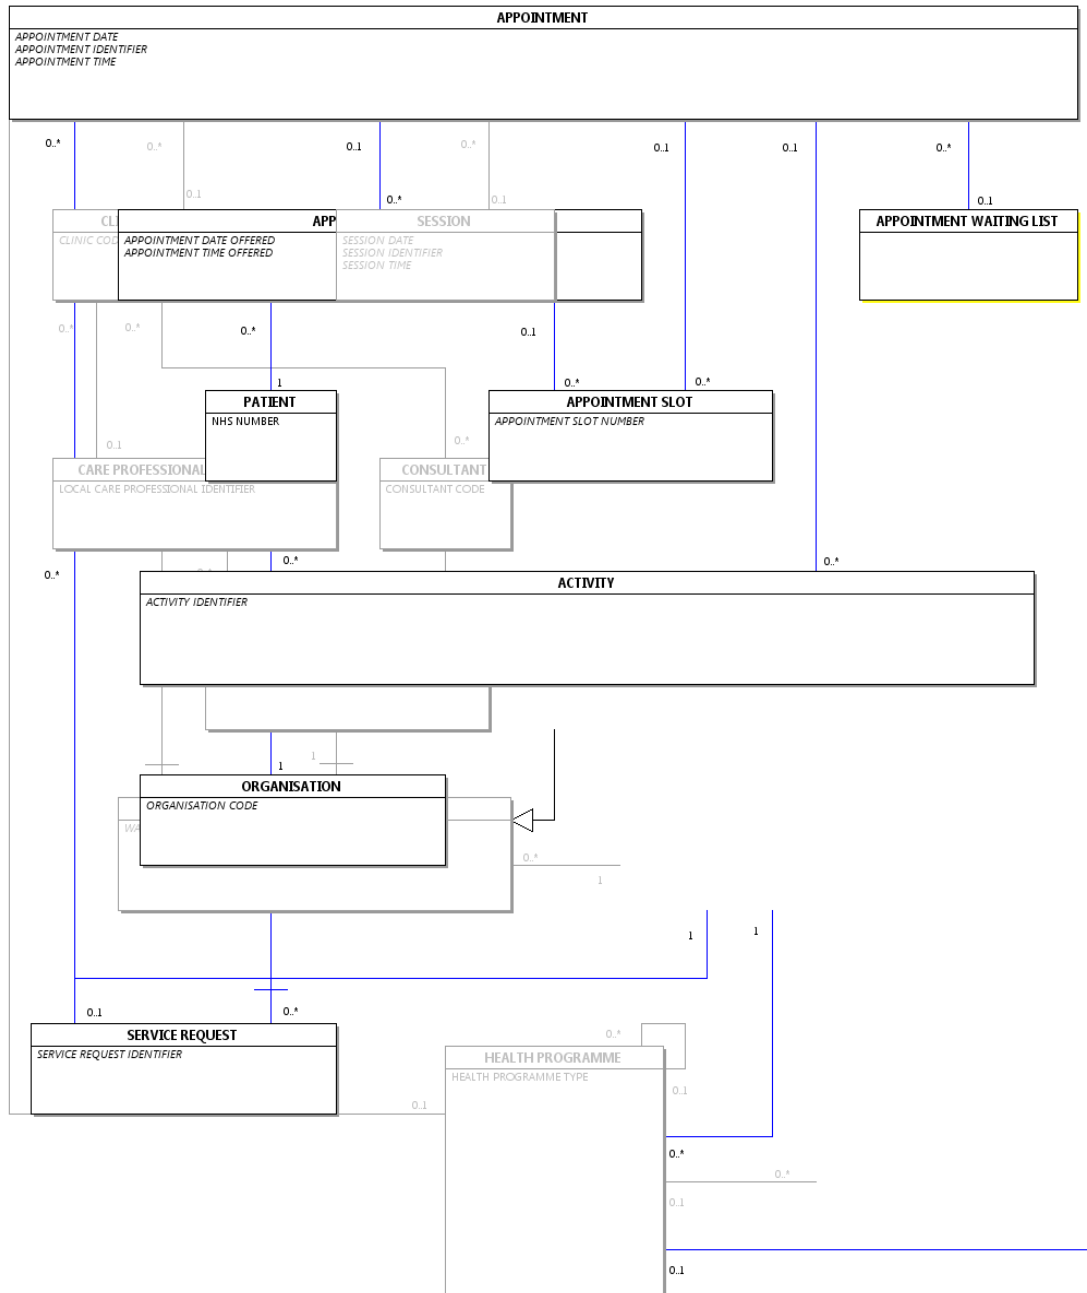 APPOINTMENT
APPOINTMENT DATE
APPOINTMENT IDENTIFIER
APPOINTMENT TIME
0..* 0..* 0..1 0..* 0..1 0..1 0..*
0..1 0..* 0..1 0..1
CLI APP SESSION APPOINTMENT WAITING LIST
CLINIC COD APPOINTMENT DATE OFFERED SESSION DATE
APPOINTMENT TIME OFFERED SESSION IDENTIFIER
SESSION TIME
0..* 0..* 0..* 0..1
1 0..* 0..*
PATIENT APPOINTMENT SLOT
NHS NUMBER APPOINTMENT SLOT NUMBER
0..1 0..*
CARE PROFESSIONAL CONSULTANT
LOCAL CARE PROFESSIONAL IDENTIFIER CONSULTANT CODE
0..* 0..*
0..*
ACTIVITY
ACTIVITY IDENTIFIER
1 1
ORGANISATION
ORGANISATION CODE
WA
0..*
1
1 1
0..1 0..*
SERVICE REQUEST 0..*
SERVICE REQUEST IDENTIFIER HEALTH PROGRAMME
HEALTH PROGRAMME TYPE
0..1
0..1
0..*
0..*
0..1
0..1